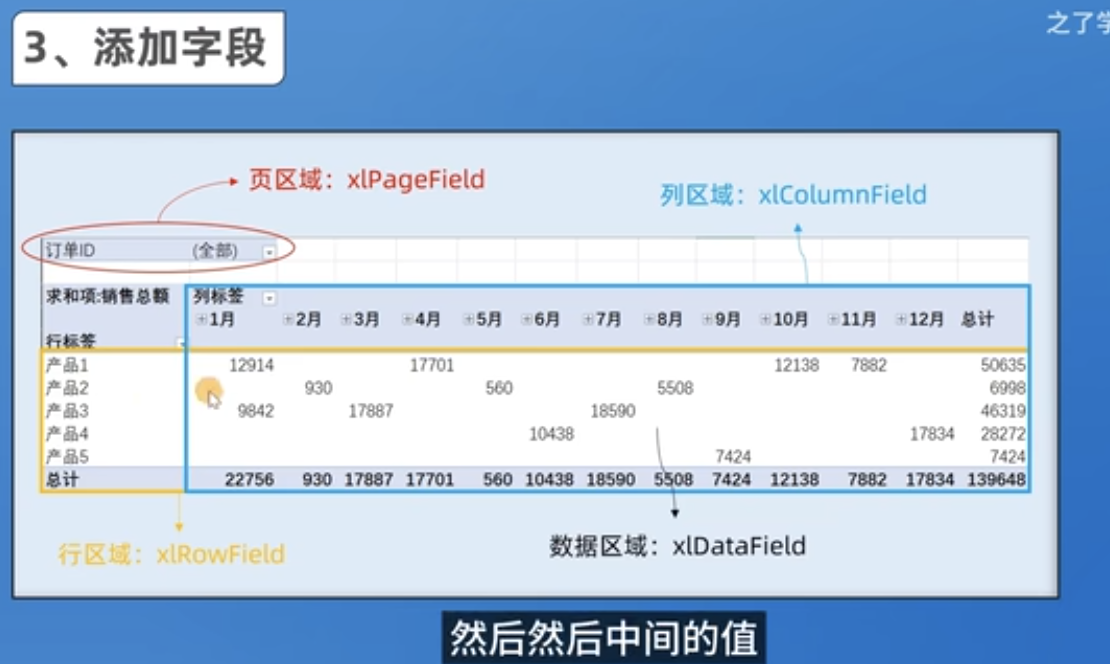 3、添加字段
之了学
页区域：xlPageField
列区域：xlColumnField
订单ID (全部)
求和项:销售总额 列标签
1月 2月 3月 4月 5月 6月 7月 8月 9月 10月 11月 12月 总计
行标签
产品1 12914 17701 12138 7882 50635
产品2 930 560 5508 6998
产品3 9842 17887 18590 46319
产品4 10438 17834 28272
产品5 7424 7424
总计 22756 930 17887 17701 560 10438 18590 5508 7424 12138 7882 17834 139648
行区域：xlRowField
数据区域：xlDataField
然后然后中间的值